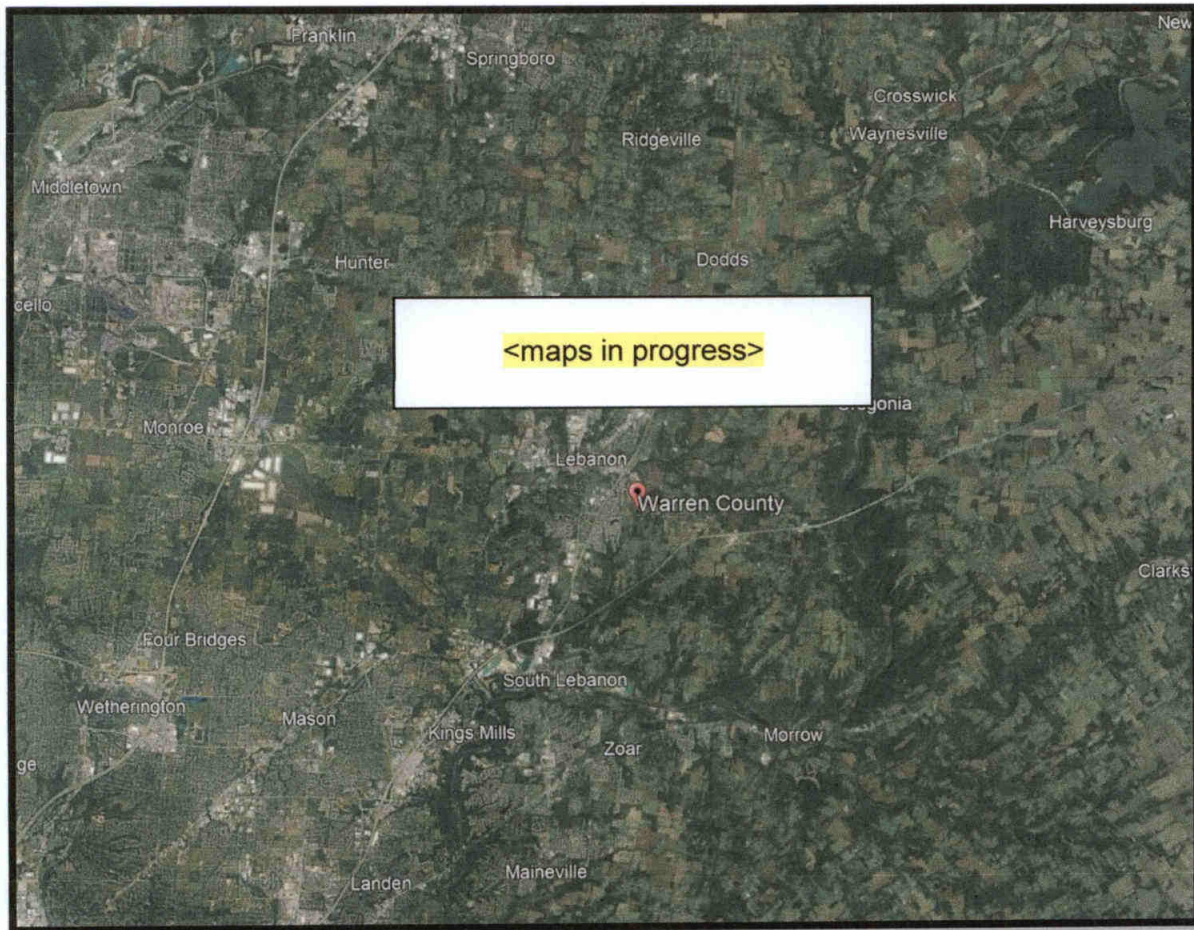 New
Franklin
Springboro
Crosswick
Ridgeville
Waynesville
Middletown
Harveysburg
Hunter
Dodds
cello
<maps in progress>
Monroe
Lebanon
Warren County
Clarks
Four Bridges
South Lebanon
Wetherington
Mason
Kings Mills
Zoar
Morrow
ge
Maineville
Landen